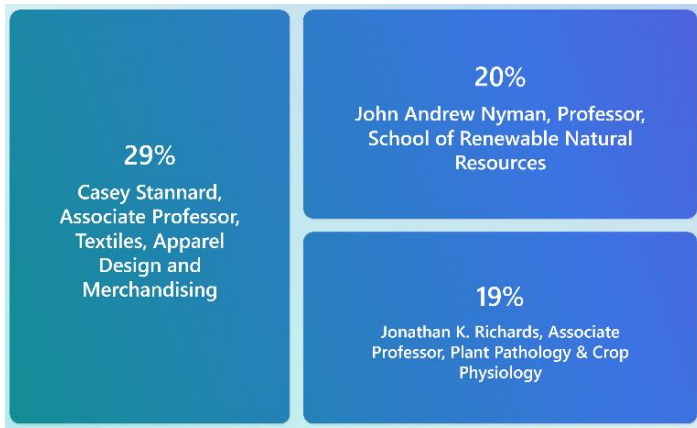 29%
Casey Stannard,
Associate Professor,
Textiles, Apparel
Design and
Merchandising
20%
John Andrew Nyman, Professor,
School of Renewable Natural
Resources
19%
Jonathan K. Richards, Associate
Professor, Plant Pathology & Crop
Physiology